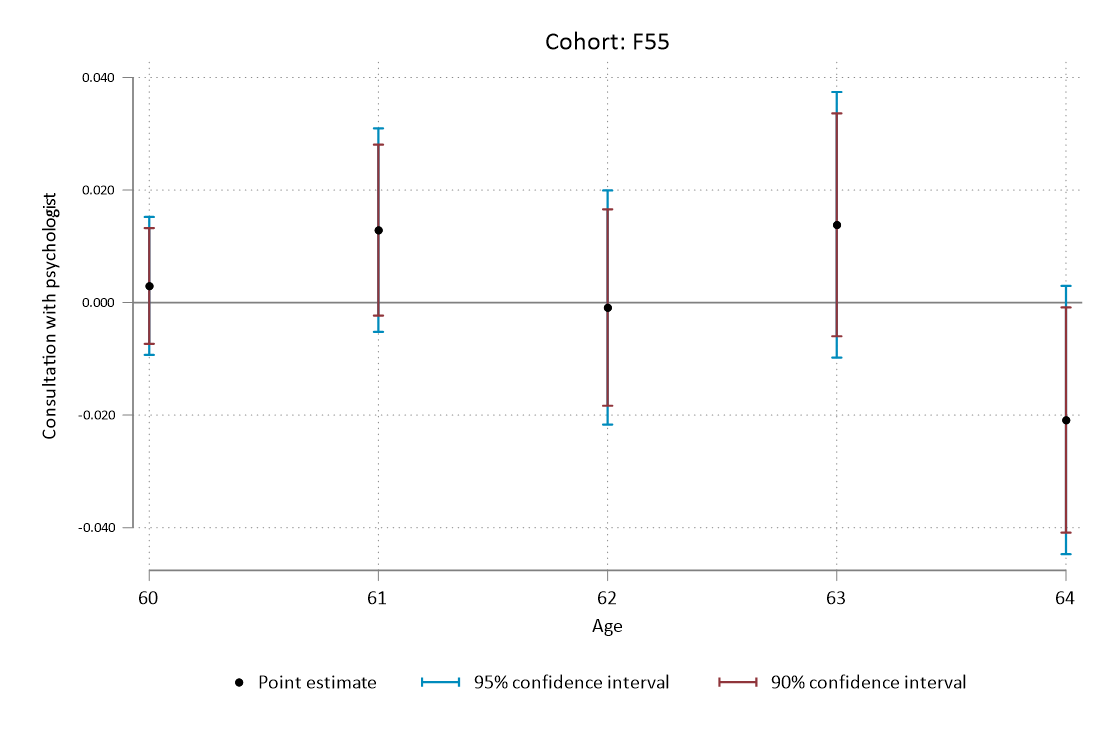 Cohort: F55
0.040
0.020
0.000
-0.020
-0.040
Consultation with psychologist
60 61 62 63 64
Age
Point estimate 95% confidence interval 90% confidence interval